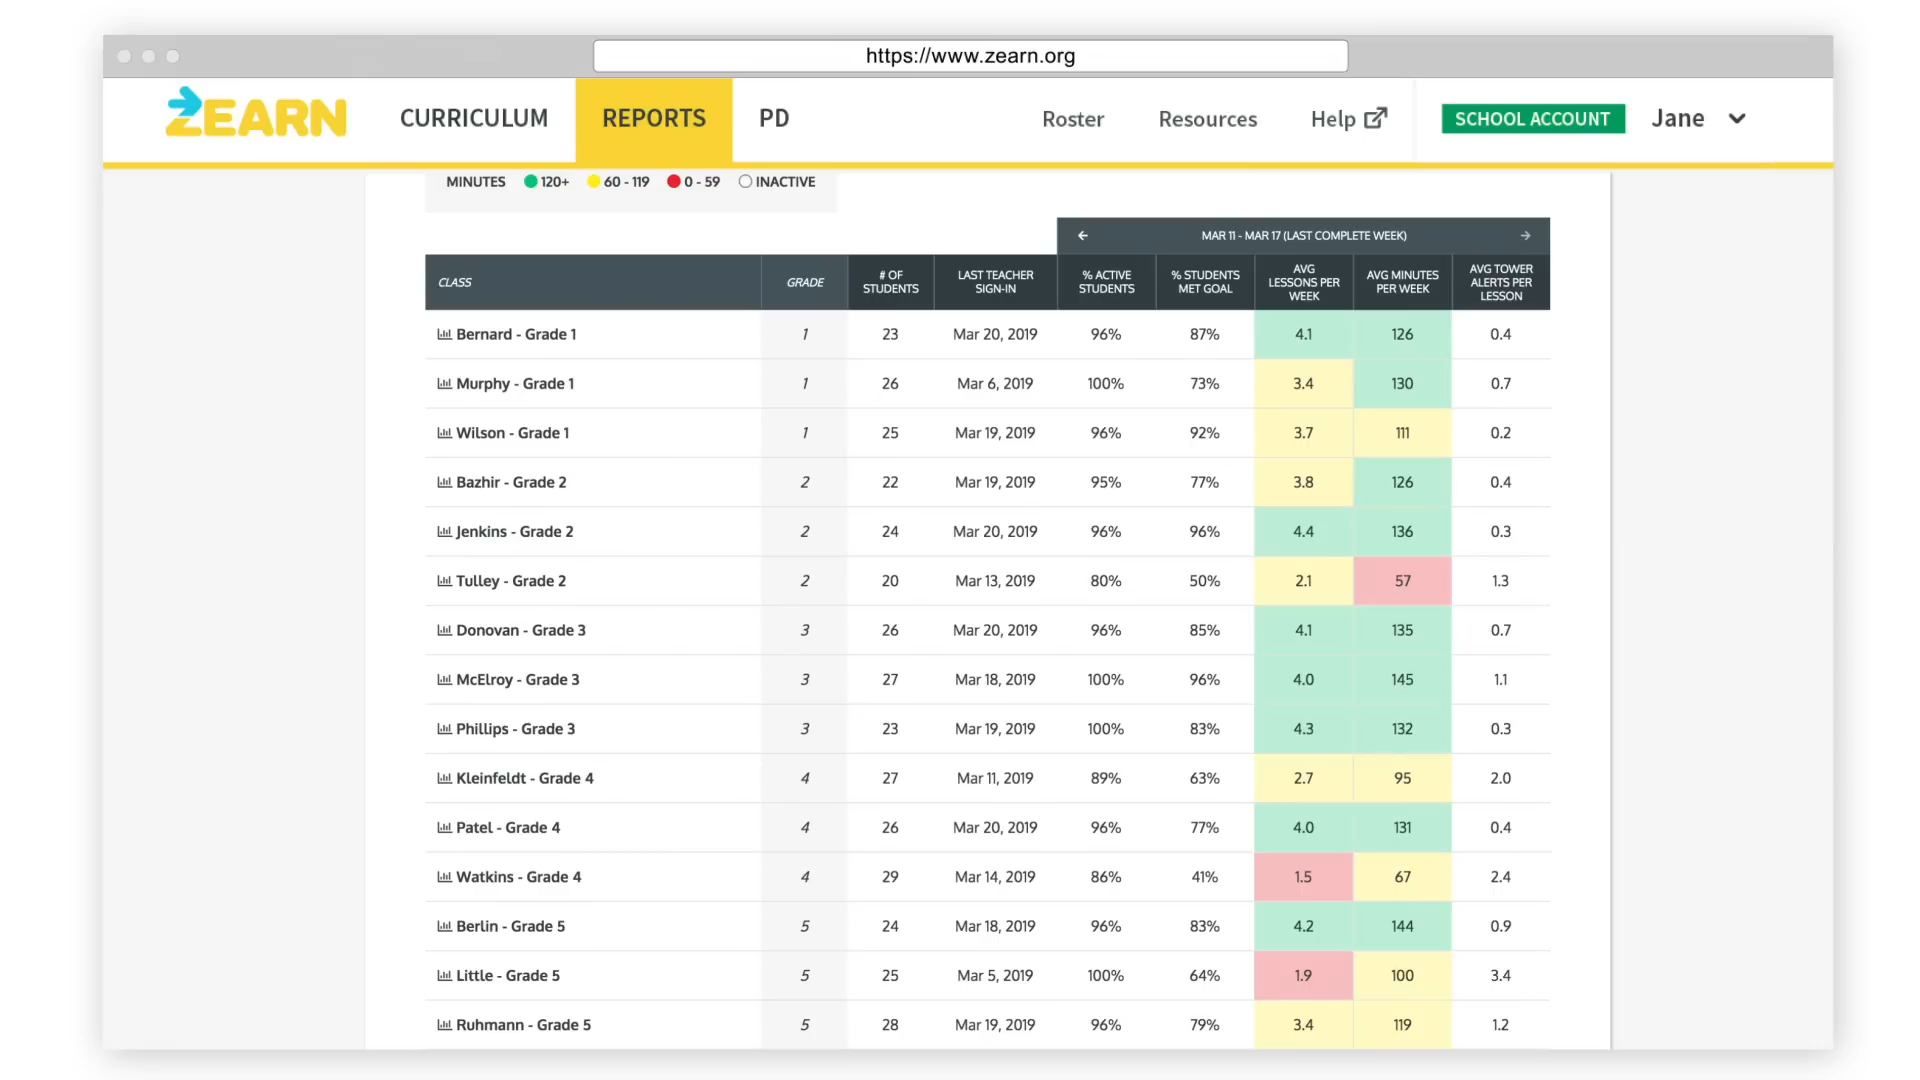 https://www.zearn.org
ZEARN CURRICULUM REPORTS PD Roster Resources Help SCHOOL ACCOUNT Jane
MINUTES 120+ 60 - 119 0 - 59 INACTIVE
MAR 11 - MAR 17 (LAST COMPLETE WEEK)
CLASS GRADE # OF STUDENTS LAST TEACHER SIGN-IN % ACTIVE STUDENTS % STUDENTS MET GOAL AVG LESSONS PER WEEK AVG MINUTES PER WEEK AVG TOWER ALERTS PER LESSON
Bernard - Grade 1 1 23 Mar 20, 2019 96% 87% 4.1 126 0.4
Murphy - Grade 1 1 26 Mar 6, 2019 100% 73% 3.4 130 0.7
Wilson - Grade 1 1 25 Mar 19, 2019 96% 92% 3.7 111 0.2
Bazhir - Grade 2 2 22 Mar 19, 2019 95% 77% 3.8 126 0.4
Jenkins - Grade 2 2 24 Mar 20, 2019 96% 96% 4.4 136 0.3
Tulley - Grade 2 2 20 Mar 13, 2019 80% 50% 2.1 57 1.3
Donovan - Grade 3 3 26 Mar 20, 2019 96% 85% 4.1 135 0.7
McElroy - Grade 3 3 27 Mar 18, 2019 100% 96% 4.0 145 1.1
Phillips - Grade 3 3 23 Mar 19, 2019 100% 83% 4.3 132 0.3
Kleinfeldt - Grade 4 4 27 Mar 11, 2019 89% 63% 2.7 95 2.0
Patel - Grade 4 4 26 Mar 20, 2019 96% 77% 4.0 131 0.4
Watkins - Grade 4 4 29 Mar 14, 2019 86% 41% 1.5 67 2.4
Berlin - Grade 5 5 24 Mar 18, 2019 96% 83% 4.2 144 0.9
Little - Grade 5 5 25 Mar 5, 2019 100% 64% 1.9 100 3.4
Ruhmann - Grade 5 5 28 Mar 19, 2019 96% 79% 3.4 119 1.2